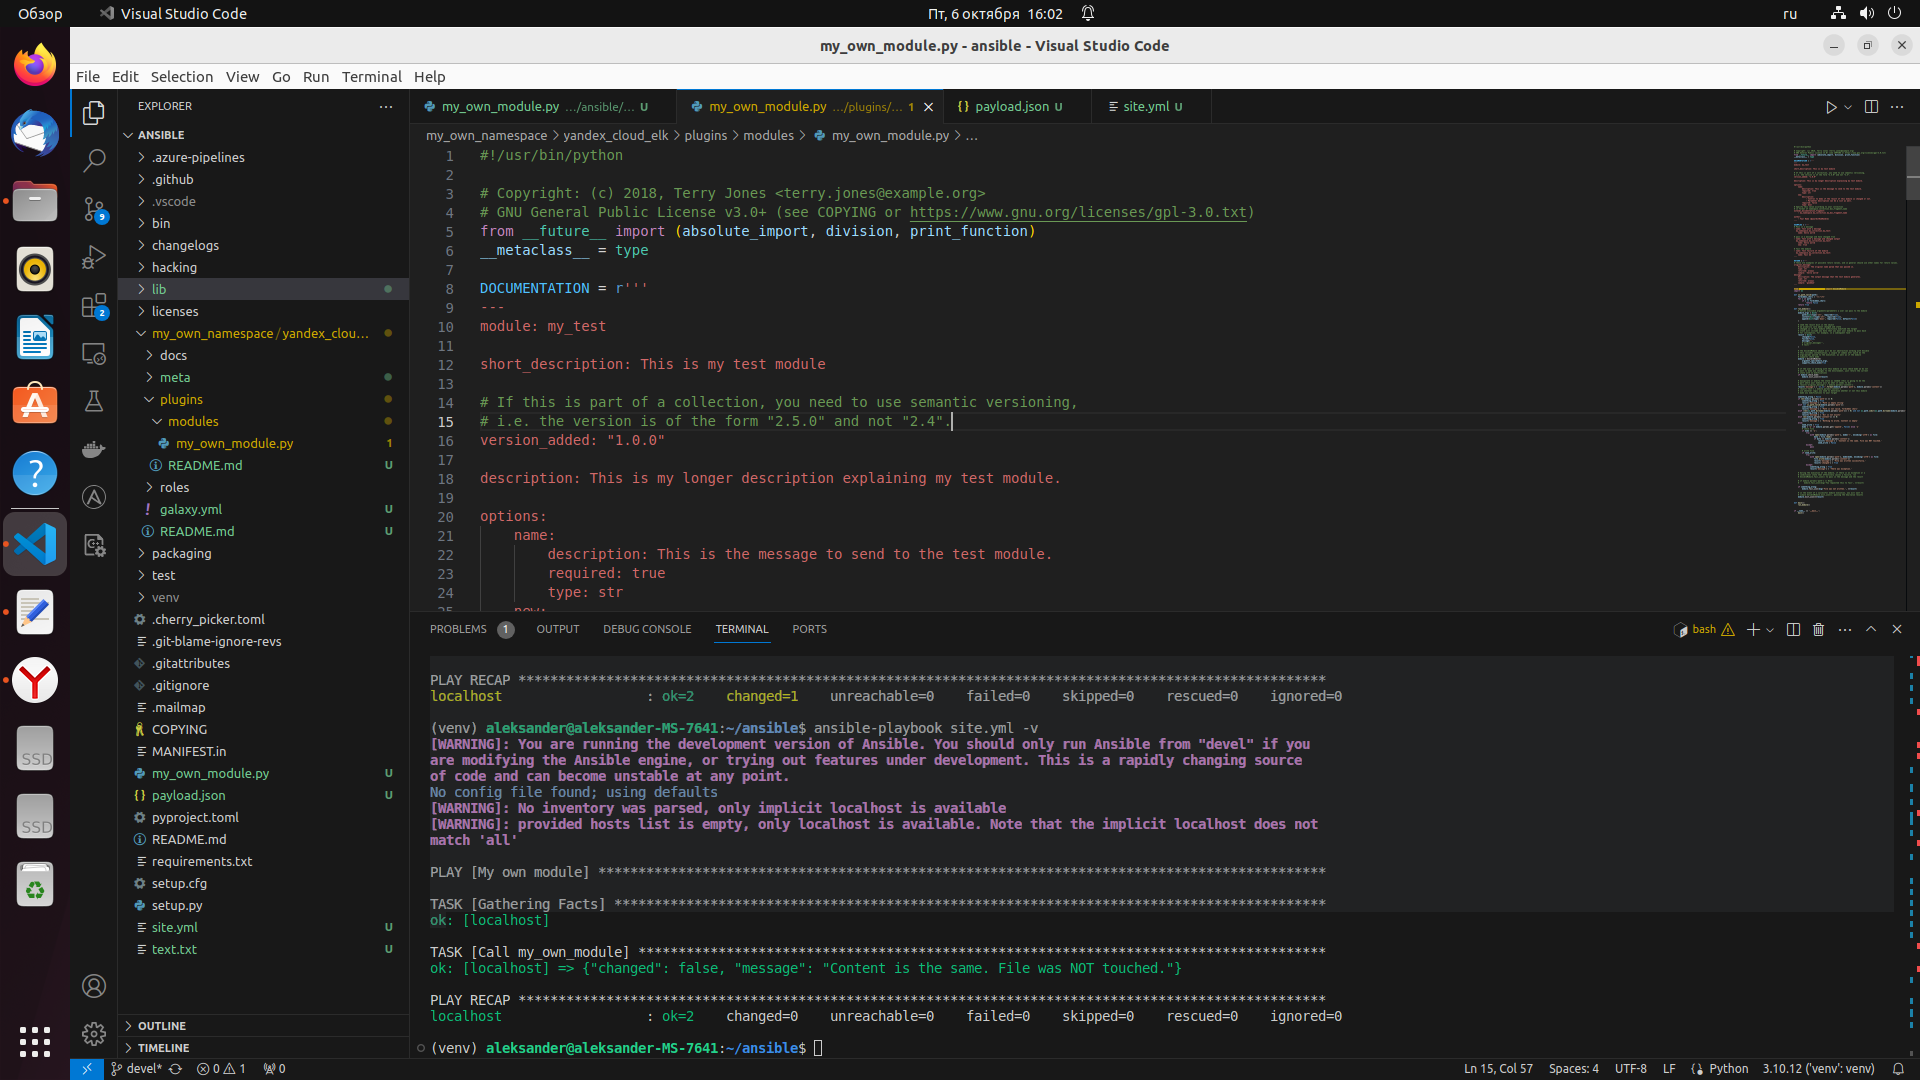 Обзор
Visual Studio Code
Пт, 6 октября 16:02
ru
my_own_module.py - ansible - Visual Studio Code
File Edit Selection View Go Run Terminal Help
EXPLORER
my_own_module.py .../ansible/... U
my_own_module.py .../plugins/... 1
payload.json U
site.yml U
my_own_namespace > yandex_cloud_elk > plugins > modules > my_own_module.py > ...
ANSIBLE
.azure-pipelines
.github
.vscode
bin
changelogs
hacking
lib
licenses
my_own_namespace/yandex_clou...
docs
meta
plugins
modules
my_own_module.py 1
README.md U
roles
galaxy.yml U
README.md U
packaging
test
venv
.cherry_picker.toml
.git-blame-ignore-revs
.gitattributes
.gitignore
.mailmap
COPYING
MANIFEST.in
my_own_module.py U
payload.json U
pyproject.toml
README.md
requirements.txt
setup.cfg
setup.py
site.yml U
text.txt U
OUTLINE
TIMELINE
9
2
SSD
SSD
1 #!/usr/bin/python
2
3 # Copyright: (c) 2018, Terry Jones <terry.jones@example.org>
4 # GNU General Public License v3.0+ (see COPYING or https://www.gnu.org/licenses/gpl-3.0.txt)
5 from __future__ import (absolute_import, division, print_function)
6 __metaclass__ = type
7
8 DOCUMENTATION = r'''
9 ---
10 module: my_test
11
12 short_description: This is my test module
13
14 # If this is part of a collection, you need to use semantic versioning,
15 # i.e. the version is of the form "2.5.0" and not "2.4".
16 version_added: "1.0.0"
17
18 description: This is my longer description explaining my test module.
19
20 options:
21 name:
22 description: This is the message to send to the test module.
23 required: true
24 type: str
25 new:
PROBLEMS 1 OUTPUT DEBUG CONSOLE TERMINAL PORTS
bash
PLAY RECAP *****************************************************************************************************
localhost : ok=2 changed=1 unreachable=0 failed=0 skipped=0 rescued=0 ignored=0
(venv) aleksander@aleksander-MS-7641:~/ansible$ ansible-playbook site.yml -v
[WARNING]: You are running the development version of Ansible. You should only run Ansible from "devel" if you
are modifying the Ansible engine, or trying out features under development. This is a rapidly changing source
of code and can become unstable at any point.
No config file found; using defaults
[WARNING]: No inventory was parsed, only implicit localhost is available
[WARNING]: provided hosts list is empty, only localhost is available. Note that the implicit localhost does not
match 'all'
PLAY [My own module] *******************************************************************************************
TASK [Gathering Facts] *****************************************************************************************
ok: [localhost]
TASK [Call my_own_module] **************************************************************************************
ok: [localhost] => {"changed": false, "message": "Content is the same. File was NOT touched."}
PLAY RECAP *****************************************************************************************************
localhost : ok=2 changed=0 unreachable=0 failed=0 skipped=0 rescued=0 ignored=0
(venv) aleksander@aleksander-MS-7641:~/ansible$
devel* 0 1 0
Ln 15, Col 57 Spaces: 4 UTF-8 LF Python 3.10.12 ('venv': venv)